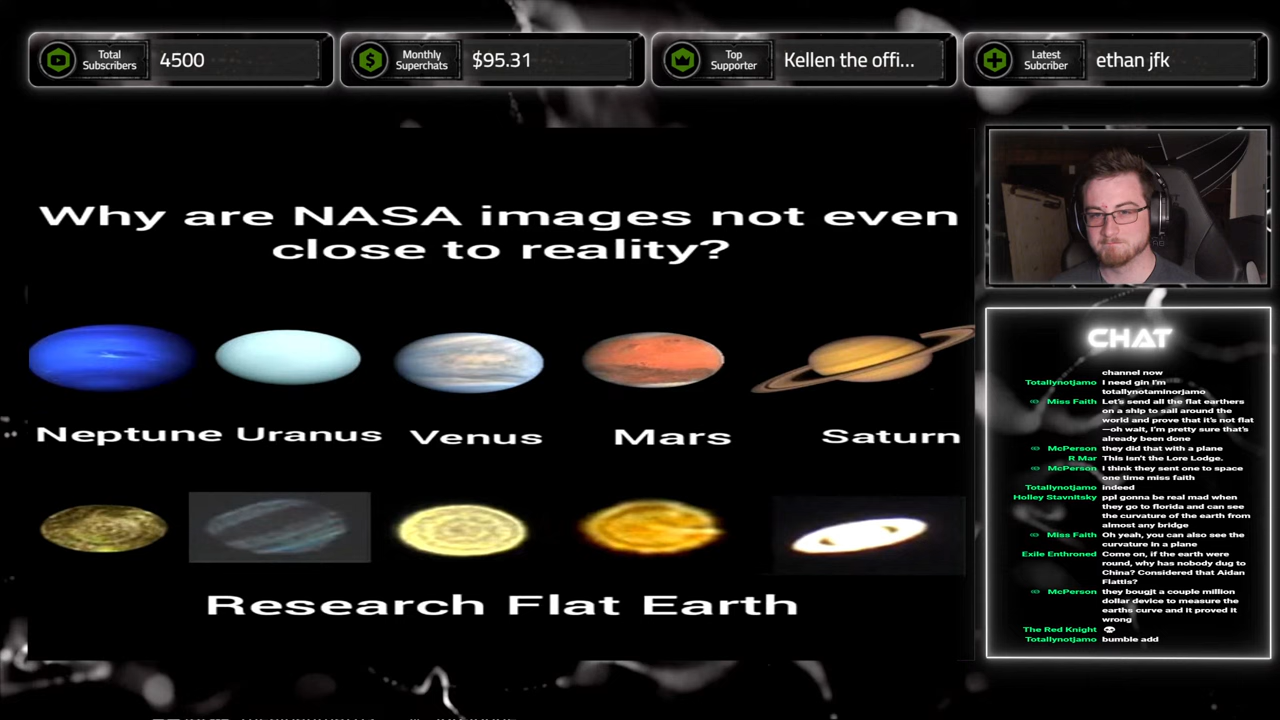 Total
Subscribers
4500
Monthly
Superchats
$95.31
Top
Supporter
Kellen the offi...
Latest
Subcriber
ethan jfk
Why are NASA images not even
close to reality?
Neptune Uranus Venus Mars Saturn
Research Flat Earth
CHAT
channel now
Totallynotjamo I need gin I'm
totallynotaminorjamo
Miss Faith Let's send all the flat earthers
on a ship to sail around the
world and prove that it's not flat
—oh wait, I'm pretty sure that's
already been done
McPerson they did that with a plane
R Mar This isn't the Lore Lodge.
McPerson I think they sent one to space
one time miss faith
Totallynotjamo indeed
Holley Stavnitsky ppl gonna be real mad when
they go to florida and can see
the curvature of the earth from
almost any bridge
Miss Faith Oh yeah, you can also see the
curvature in a plane
Exile Enthroned Come on, if the earth were
round, why has nobody dug to
China? Considered that Aidan
Flattis?
McPerson they bougjt a couple million
dollar device to measure the
earths curve and it proved it
wrong
The Red Knight
Totallynotjamo bumble add